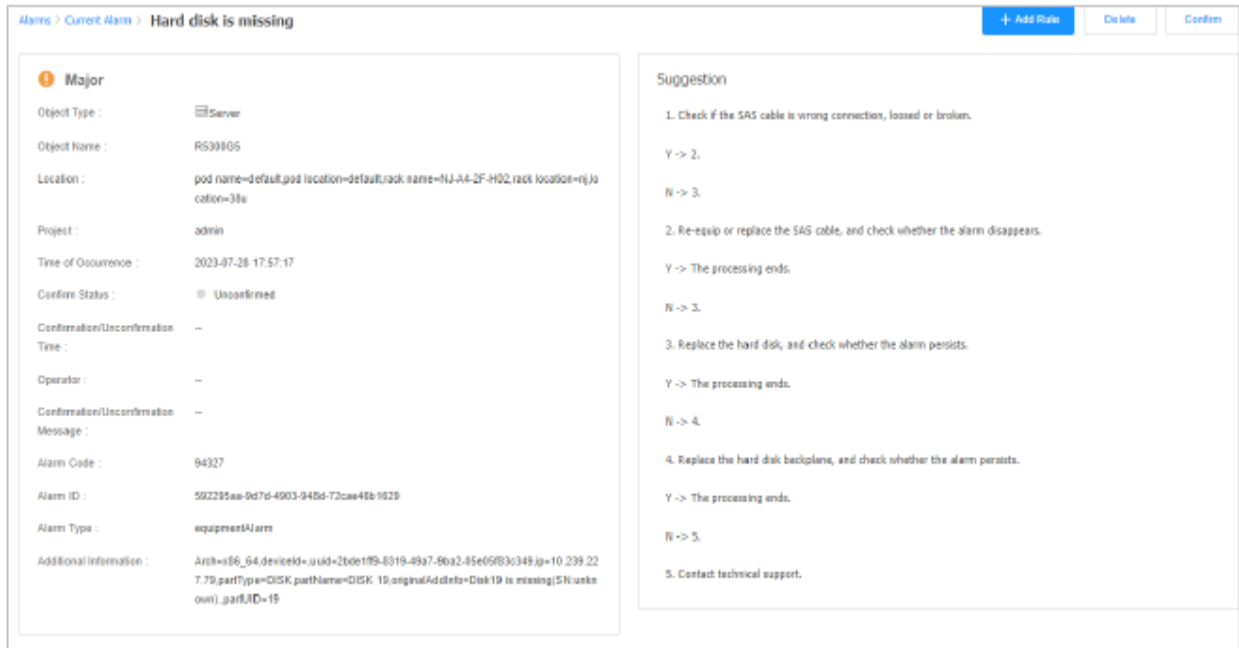 Alarms > Current Alarm > Hard disk is missing
+ Add Rule
Delete
Confirm
Major
Object Type :
Server
Object Name :
R5300G5
Location :
pod name=default,pod location=default,rack name=NJ-A4-2F-H02,rack location=nj,lo
cation=38u
Project :
admin
Time of Occurrence :
2023-07-28 17:57:17
Confirm Status :
Unconfirmed
Confirmation/Unconfirmation
Time :
--
Operator :
--
Confirmation/Unconfirmation
Message :
--
Alarm Code :
94327
Alarm ID :
592295aa-9d7d-4903-948d-72cae46b1629
Alarm Type :
equipmentAlarm
Additional Information :
Arch=x86_64,deviceId=,uuid=2bde1ff9-8319-49a7-9ba2-05e05f83c349,ip=10.239.22
7.79,partType=DISK,partName=DISK 19,originalAddInfo=Disk19 is missing(SN:unkn
own).,partUID=19
Suggestion
1. Check if the SAS cable is wrong connection, loosed or broken.
Y -> 2.
N -> 3.
2. Re-equip or replace the SAS cable, and check whether the alarm disappears.
Y -> The processing ends.
N -> 3.
3. Replace the hard disk, and check whether the alarm persists.
Y -> The processing ends.
N -> 4.
4. Replace the hard disk backplane, and check whether the alarm persists.
Y -> The processing ends.
N -> 5.
5. Contact technical support.